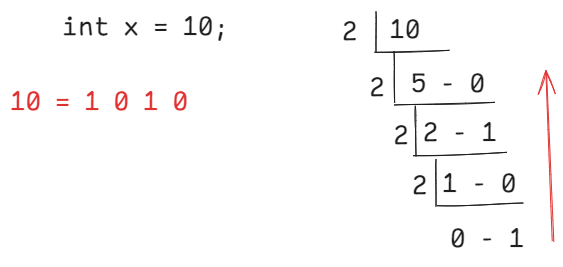 int x = 10;
10 = 1 0 1 0
2 10
2 5 - 0
2 2 - 1
2 1 - 0
0 - 1